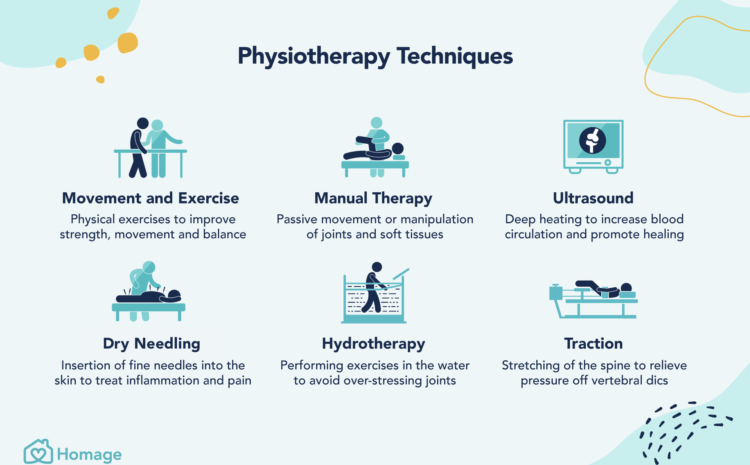 Physiotherapy Techniques
Movement and Exercise
Physical exercises to improve
strength, movement and balance
Manual Therapy
Passive movement or manipulation
of joints and soft tissues
Ultrasound
Deep heating to increase blood
circulation and promote healing
Dry Needling
Insertion of fine needles into the
skin to treat inflammation and pain
Hydrotherapy
Performing exercises in the water
to avoid over-stressing joints
Traction
Stretching of the spine to relieve
pressure off vertebral dics
Homage